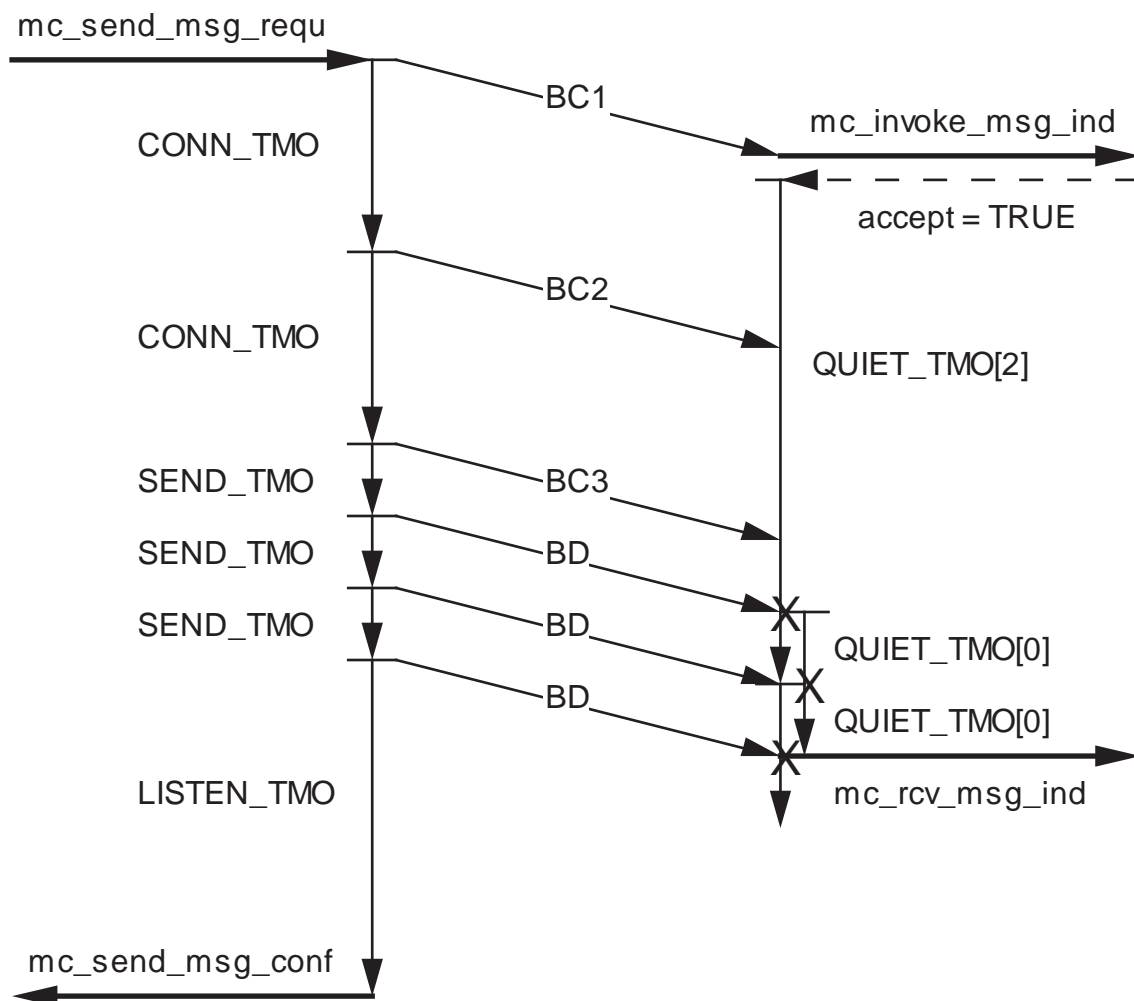 mc_send_msg_requ
BC1
mc_invoke_msg_ind
CONN_TMO
accept = TRUE
BC2
CONN_TMO
QUIET_TMO[2]
SEND_TMO
BC3
SEND_TMO
BD
SEND_TMO
BD
QUIET_TMO[0]
BD
QUIET_TMO[0]
LISTEN_TMO
mc_rcv_msg_ind
mc_send_msg_conf